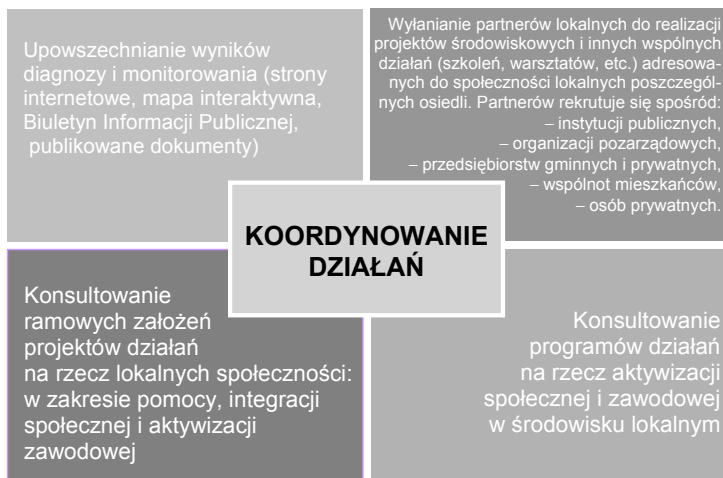 Upowszechnianie wyników
diagnozy i monitorowania (strony
internetowe, mapa interaktywna,
Biuletyn Informacji Publicznej,
publikowane dokumenty)
Wyłanianie partnerów lokalnych do realizacji
projektów środowiskowych i innych wspólnych
działań (szkoleń, warsztatów, etc.) adresowa-
nych do społeczności lokalnych poszczegól-
nych osiedli. Partnerów rekrutuje się spośród:
– instytucji publicznych,
– organizacji pozarządowych,
– przedsiębiorstw gminnych i prywatnych,
– wspólnot mieszkańców,
– osób prywatnych.
KOORDYNOWANIE
DZIAŁAŃ
Konsultowanie
ramowych założeń
projektów działań
na rzecz lokalnych społeczności:
w zakresie pomocy, integracji
społecznej i aktywizacji
zawodowej
Konsultowanie
programów działań
na rzecz aktywizacji
społecznej i zawodowej
w środowisku lokalnym